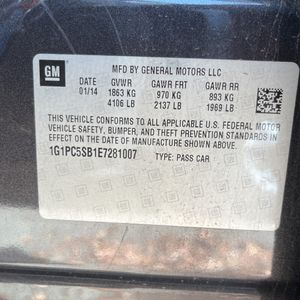 GM
MFD BY GENERAL MOTORS LLC
DATE GVWR GAWR FRT GAWR RR
01/14 1863 KG 970 KG 893 KG
4106 LB 2137 LB 1969 LB
THIS VEHICLE CONFORMS TO ALL APPLICABLE U.S. FEDERAL MOTOR
VEHICLE SAFETY, BUMPER, AND THEFT PREVENTION STANDARDS IN
EFFECT ON THE DATE OF MANUFACTURE SHOWN ABOVE.
1G1PC5SB1E7281007 TYPE: PASS CAR